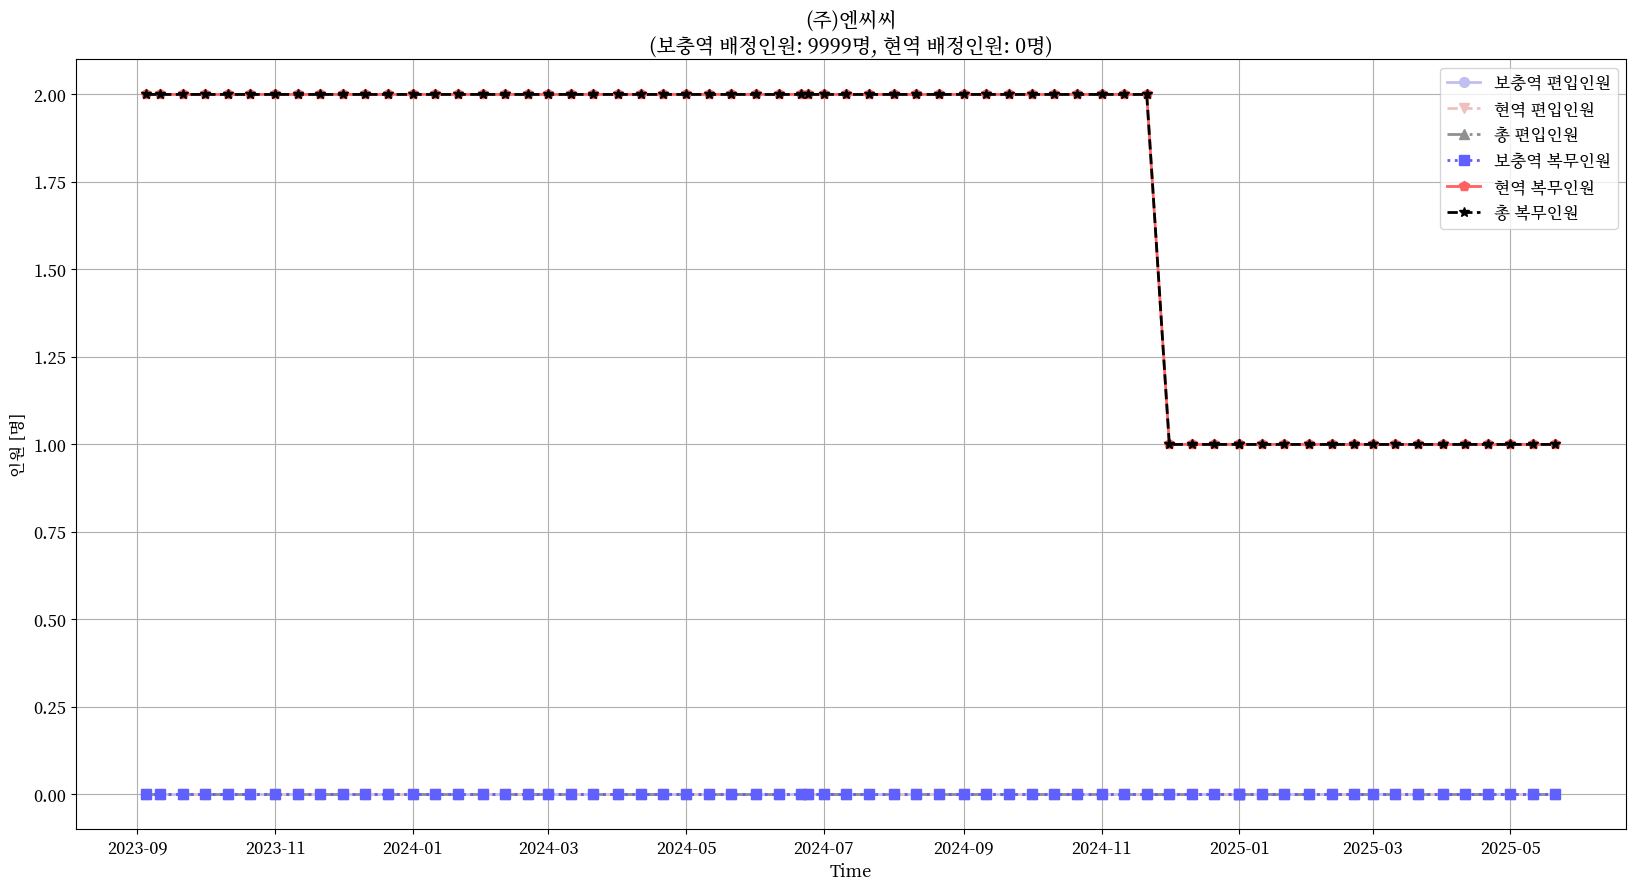 (주)엔씨씨
(보충역 배정인원: 9999명, 현역 배정인원: 0명)
보충역 편입인원
현역 편입인원
총 편입인원
보충역 복무인원
현역 복무인원
총 복무인원
인원 [명]
2.00
1.75
1.50
1.25
1.00
0.75
0.50
0.25
0.00
2023-09
2023-11
2024-01
2024-03
2024-05
2024-07
2024-09
2024-11
2025-01
2025-03
2025-05
Time